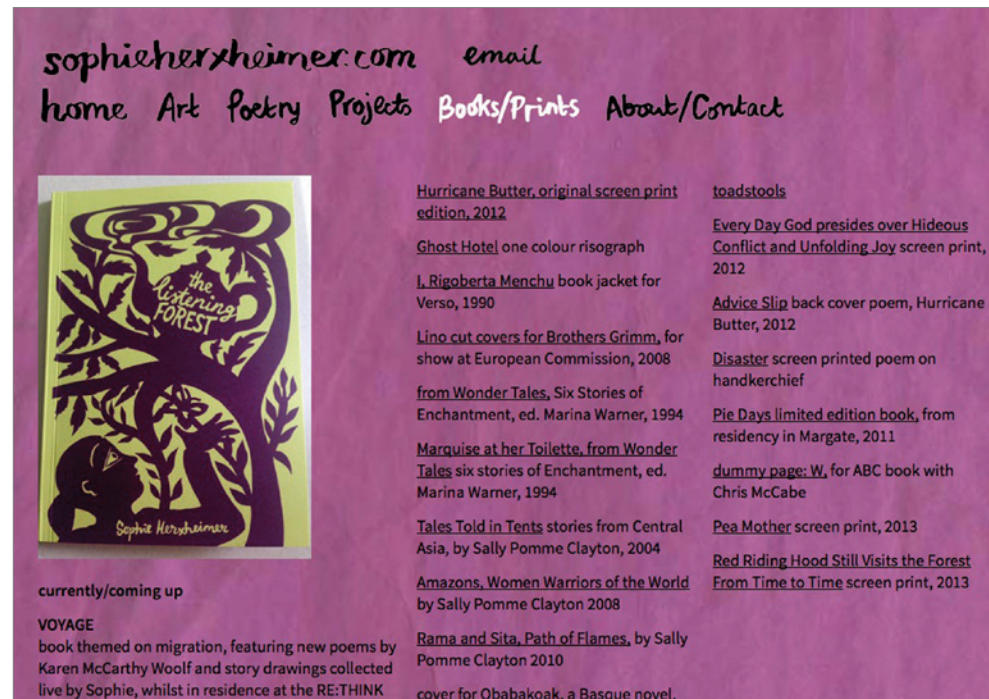 sophieherxheimer.com email
home Art Poetry Projects Books/Prints About/Contact
the
listening
FOREST
Sophie Herxheimer
currently/coming up
VOYAGE
book themed on migration, featuring new poems by
Karen McCarthy Woolf and story drawings collected
live by Sophie, whilst in residence at the RE:THINK
Hurricane Butter, original screen print
edition, 2012
Ghost Hotel one colour risograph
I, Rigoberta Menchu book jacket for
Verso, 1990
Lino cut covers for Brothers Grimm, for
show at European Commission, 2008
from Wonder Tales, Six Stories of
Enchantment, ed. Marina Warner, 1994
Marquise at her Toilette, from Wonder
Tales six stories of Enchantment, ed.
Marina Warner, 1994
Tales Told in Tents stories from Central
Asia, by Sally Pomme Clayton, 2004
Amazons, Women Warriors of the World
by Sally Pomme Clayton 2008
Rama and Sita, Path of Flames, by Sally
Pomme Clayton 2010
cover for Obabakoak, a Basque novel,
toadstools
Every Day God presides over Hideous
Conflict and Unfolding Joy screen print,
2012
Advice Slip back cover poem, Hurricane
Butter, 2012
Disaster screen printed poem on
handkerchief
Pie Days limited edition book, from
residency in Margate, 2011
dummy page: W, for ABC book with
Chris McCabe
Pea Mother screen print, 2013
Red Riding Hood Still Visits the Forest
From Time to Time screen print, 2013